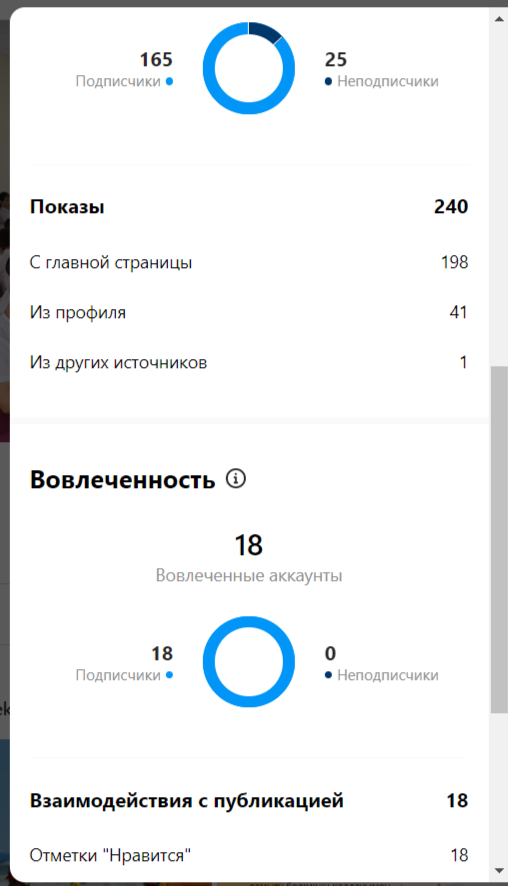 165 25
Подписчики Неподписчики
Показы 240
С главной страницы 198
Из профиля 41
Из других источников 1
Вовлеченность
18
Вовлеченные аккаунты
18 0
Подписчики Неподписчики
Взаимодействия с публикацией 18
Отметки "Нравится" 18